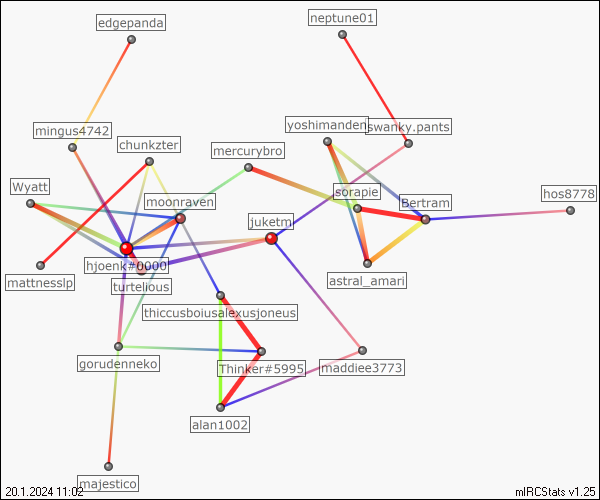 edgepanda
neptune01
mingus4742
chunkzter
yoshimanden
swanky.pants
mercurybro
Wyatt
moonraven
sorapie
Bertram
hos8778
juketm
hjoenk#0000
mattnesslp
turtelious
astral_amari
thiccusboiusalexusjoneus
gorudenneko
Thinker#5995
maddiee3773
alan1002
majestico
20.1.2024 11:02
mIRCStats v1.25